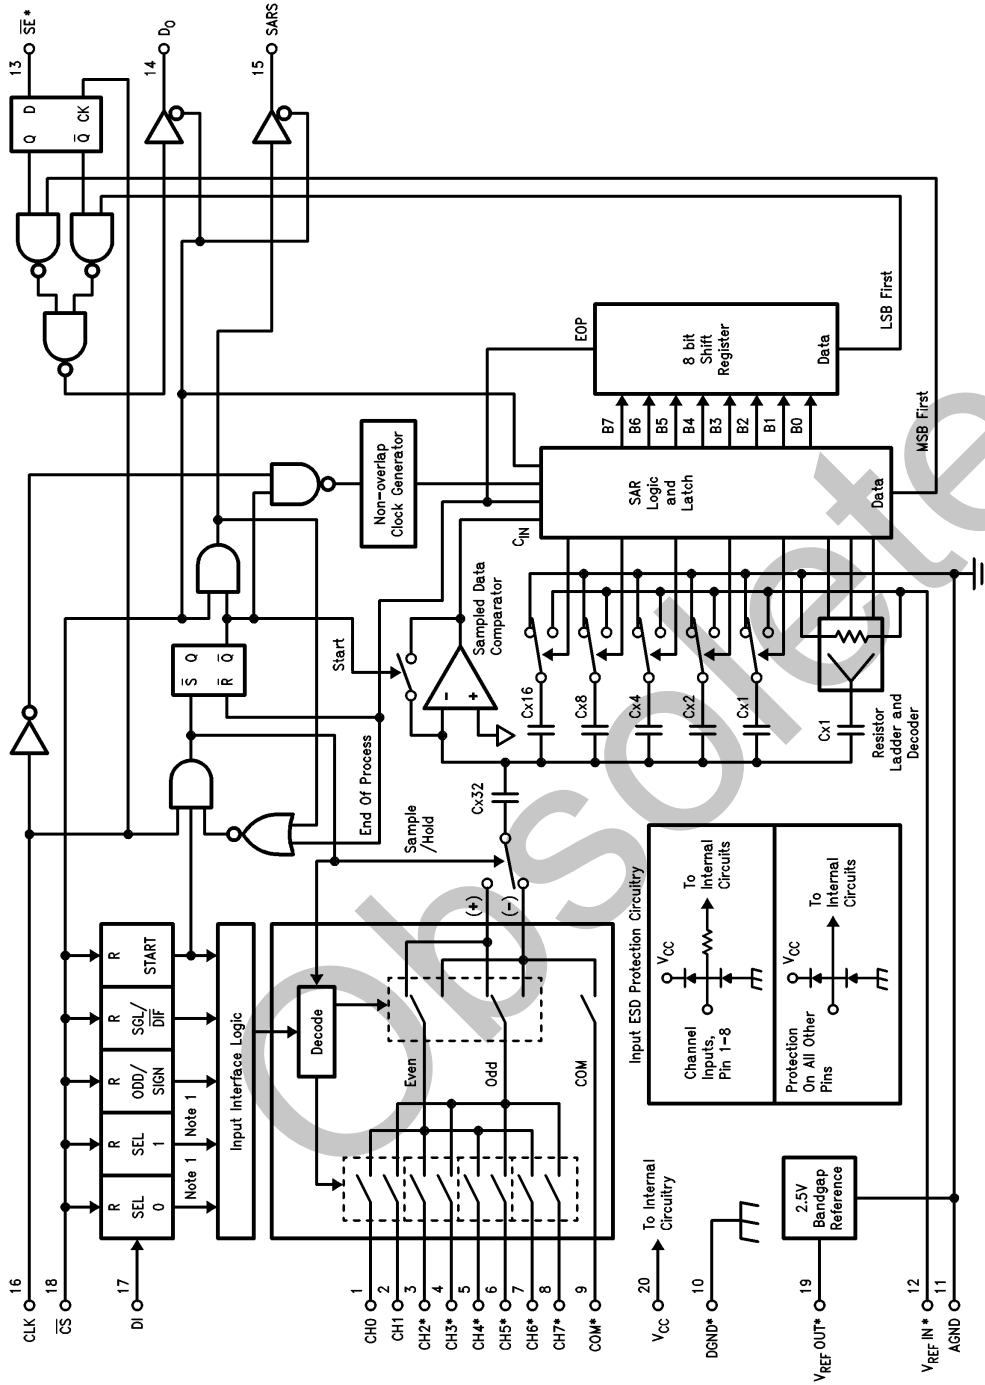 16
CLK
18
C̅S̅
17
DI
SEL
0
R
SEL
1
R
ODD/
SIGN
R
SGL/
D̅I̅F̅
R
START
R
Note 1
Note 1
Input Interface Logic
Decode
Even
Odd
COM
1
CH0
2
CH1
3
CH2*
4
CH3*
5
CH4*
6
CH5*
7
CH6*
8
CH7*
9
COM*
(+)
(-)
Sample
/Hold
End Of Process
Start
S̅
Q
R̅
Q̅
Cx32
Sampled Data
Comparator
-
+
Non-overlap
Clock Generator
13
S̅E̅*
Q
D
Q̅
CK
14
DO
15
SARS
CIN
SAR
Logic
and
Latch
Data
EOP
8 bit
Shift
Register
Data
B7
B6
B5
B4
B3
B2
B1
B0
MSB First
LSB First
Cx16
Cx8
Cx4
Cx2
Cx1
Cx1
Resistor
Ladder and
Decoder
Input ESD Protection Circuitry
VCC
To
Internal
Circuits
Channel
Inputs,
Pin 1-8
VCC
To
Internal
Circuits
Protection
On All Other
Pins
20
VCC
To Internal
Circuitry
10
DGND*
19
VREF OUT*
2.5V
Bandgap
Reference
12
VREF IN*
11
AGND
Obsolete